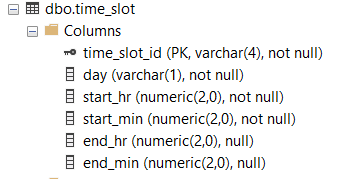 dbo.time_slot
Columns
time_slot_id (PK, varchar(4), not null)
day (varchar(1), not null)
start_hr (numeric(2,0), not null)
start_min (numeric(2,0), not null)
end_hr (numeric(2,0), null)
end_min (numeric(2,0), null)